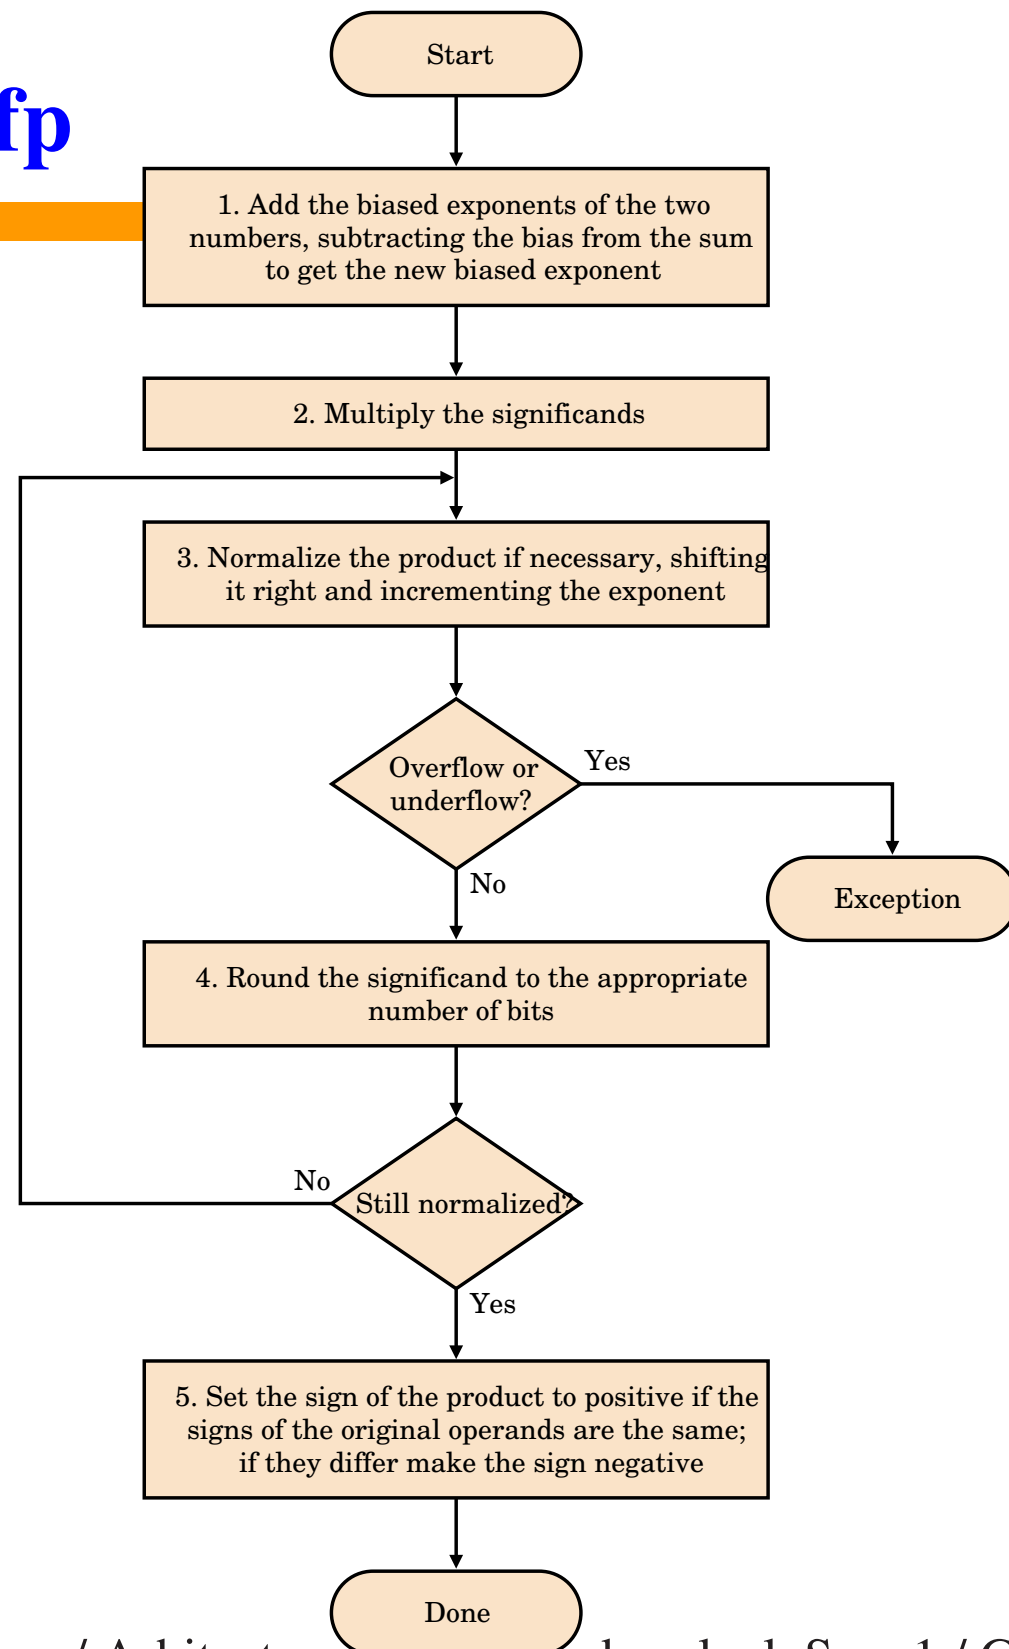 Start
fp
1. Add the biased exponents of the two
numbers, subtracting the bias from the sum
to get the new biased exponent
2. Multiply the significands
3. Normalize the product if necessary, shifting
it right and incrementing the exponent
Overflow or
underflow?
Yes
No
Exception
4. Round the significand to the appropriate
number of bits
No
Still normalized?
Yes
5. Set the sign of the product to positive if the
signs of the original operands are the same;
if they differ make the sign negative
Done